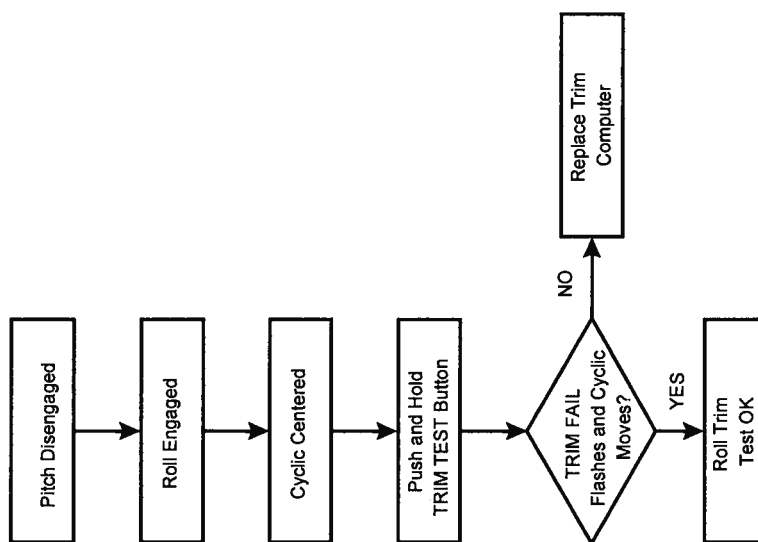 Pitch Disengaged
Roll Engaged
Cyclic Centered
Push and Hold
TRIM TEST Button
TRIM FAIL
Flashes and Cyclic
Moves?
NO
Replace Trim
Computer
YES
Roll Trim
Test OK